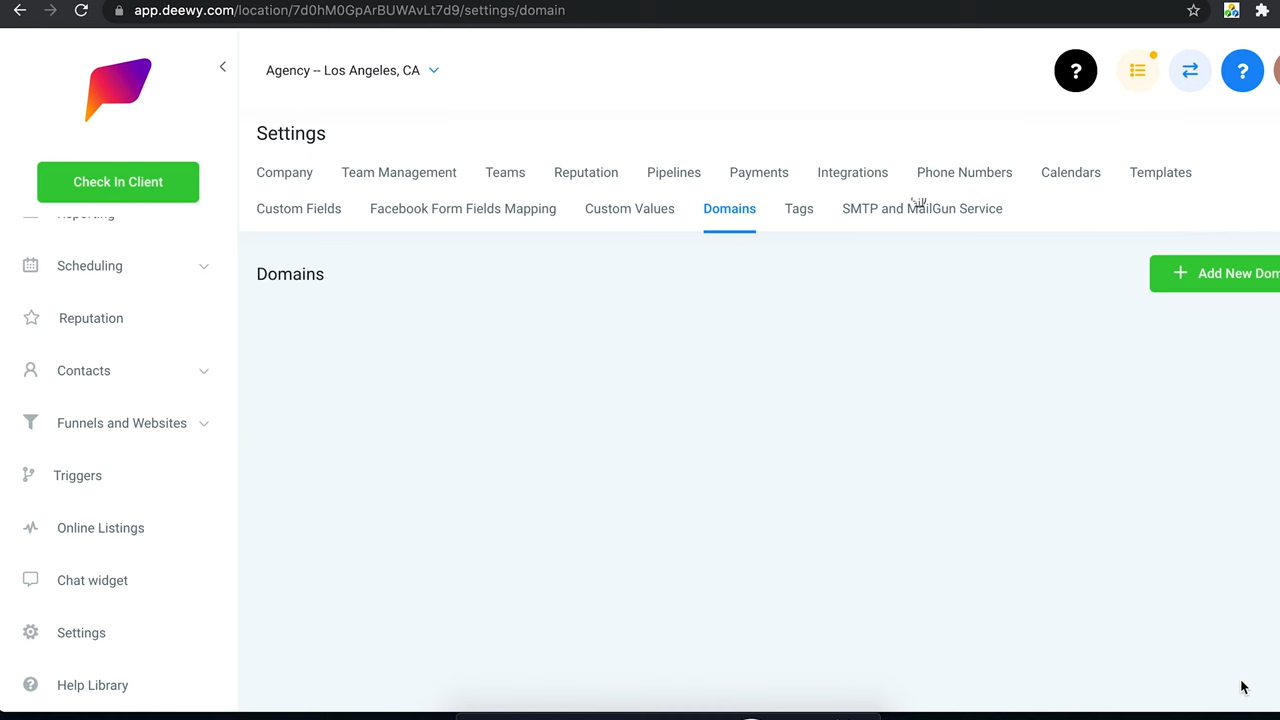 app.deewy.com/location/7d0hM0GpArBUWAvLt7d9/settings/domain
Agency -- Los Angeles, CA
?
?
Check In Client
Reporting
Scheduling
Reputation
Contacts
Funnels and Websites
Triggers
Online Listings
Chat widget
Settings
Help Library
Settings
Company Team Management Teams Reputation Pipelines Payments Integrations Phone Numbers Calendars Templates
Custom Fields Facebook Form Fields Mapping Custom Values Domains Tags SMTP and MailGun Service
Domains
+ Add New Dom